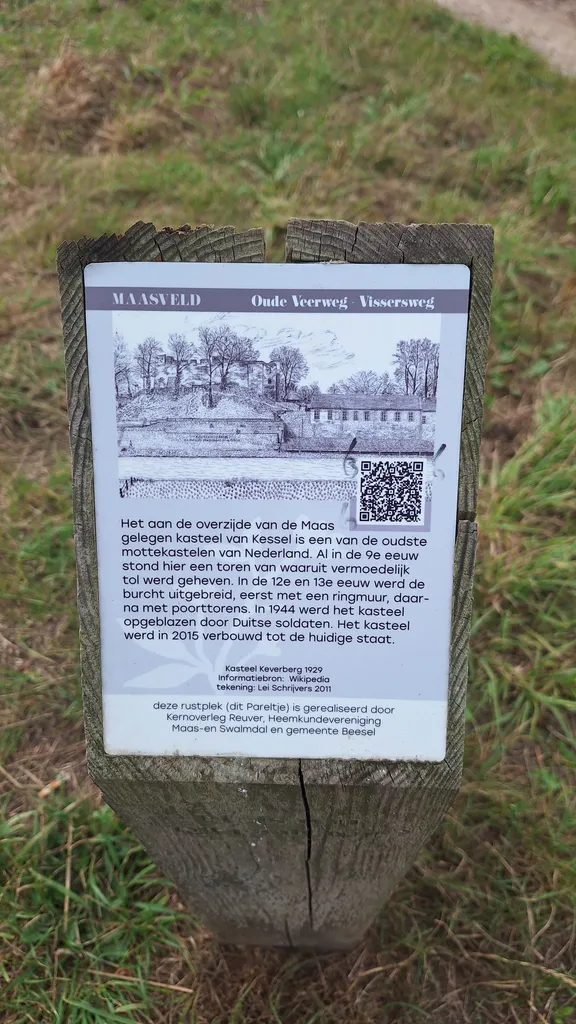 MAASVELD Oude Veerweg - Vissersweg
Het aan de overzijde van de Maas
gelegen kasteel van Kessel is een van de oudste
mottekastelen van Nederland. Al in de 9e eeuw
stond hier een toren van waaruit vermoedelijk
tol werd geheven. In de 12e en 13e eeuw werd de
burcht uitgebreid, eerst met een ringmuur, daar-
na met poorttorens. In 1944 werd het kasteel
opgeblazen door Duitse soldaten. Het kasteel
werd in 2015 verbouwd tot de huidige staat.
Kasteel Keverberg 1929
Informatiebron: Wikipedia
tekening: Lei Schrijvers 2011
deze rustplek (dit Pareltje) is gerealiseerd door
Kernoverleg Reuver, Heemkundevereniging
Maas-en Swalmdal en gemeente Beesel